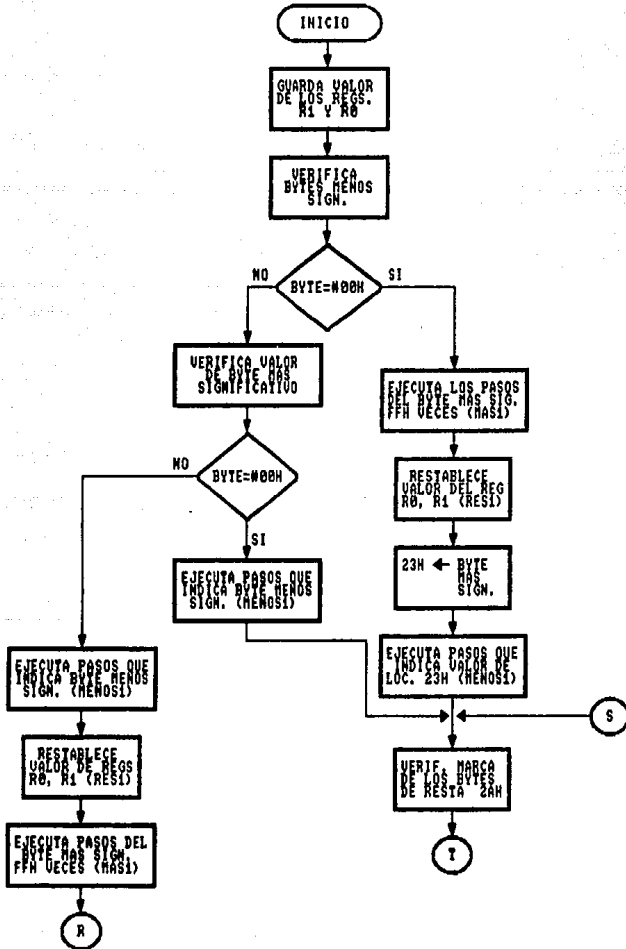 INICIO
GUARDA VALOR
DE LOS REGS.
R1 Y R0
VERIFICA
BYTES MENOS
SIGN.
BYTE=#00H
NO
SI
VERIFICA VALOR
DE BYTE MAS
SIGNIFICATIVO
EJECUTA LOS PASOS
DEL BYTE MAS SIG.
FFH VECES (MAS1)
BYTE=#00H
NO
SI
RESTABLECE
VALOR DEL REG
R0, R1 (RES1)
EJECUTA PASOS QUE
INDICA BYTE MENOS
SIGN. (MENOS1)
23H ← BYTE
MAS
SIGN.
EJECUTA PASOS QUE
INDICA BYTE MENOS
SIGN. (MENOS1)
EJECUTA PASOS QUE
INDICA VALOR DE
LOC. 23H (MENOS1)
S
RESTABLECE
VALOR DE REGS
R0, R1 (RES1)
VERIF. MARCA
DE LOS BYTES
DE RESTA 2AH
EJECUTA PASOS DEL
BYTE MAS SIGN.
FFH VECES (MAS1)
T
R